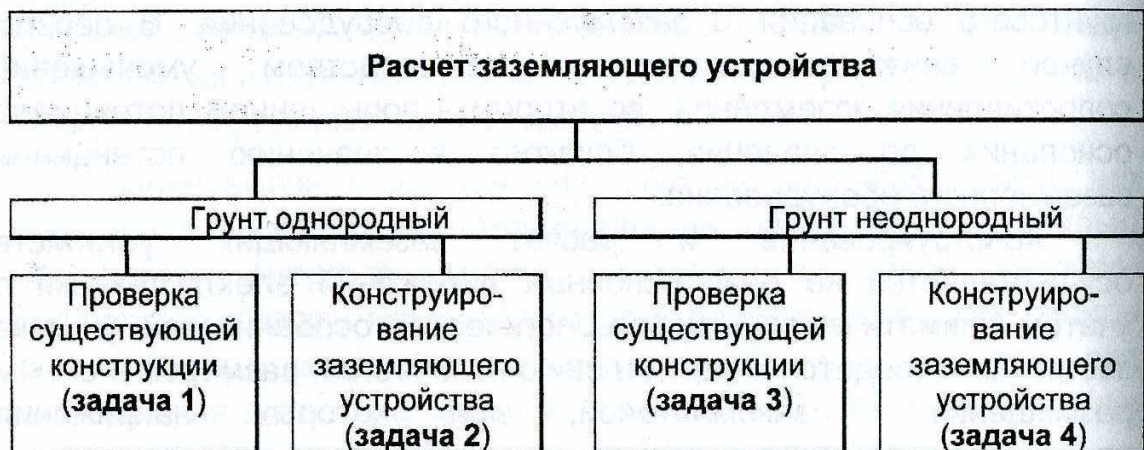 Расчет заземляющего устройства
Грунт однородный
Грунт неоднородный
Проверка
существующей
конструкции
(задача 1)
Конструиро-
вание
заземляющего
устройства
(задача 2)
Проверка
существующей
конструкции
(задача 3)
Конструиро-
вание
заземляющего
устройства
(задача 4)